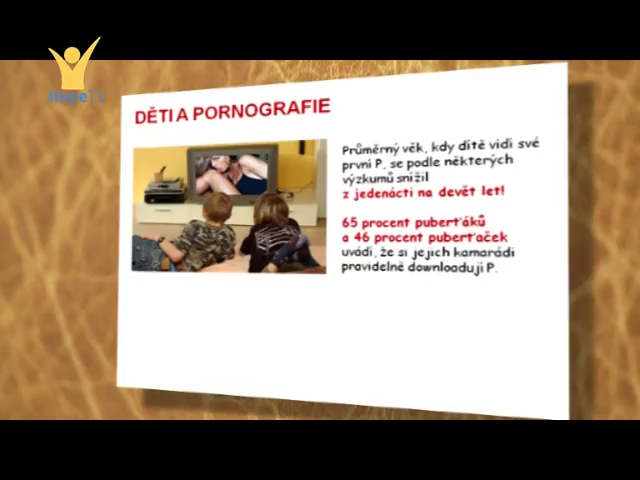 HopeTV
DĚTI A PORNOGRAFIE
Průměrný věk, kdy dítě vidí své
první P, se podle některých
výzkumů snížil
z jedenácti na devět let!
65 procent puberťáků
a 46 procent puberťaček
uvádí, že si jejich kamarádi
pravidelně downloadují P.